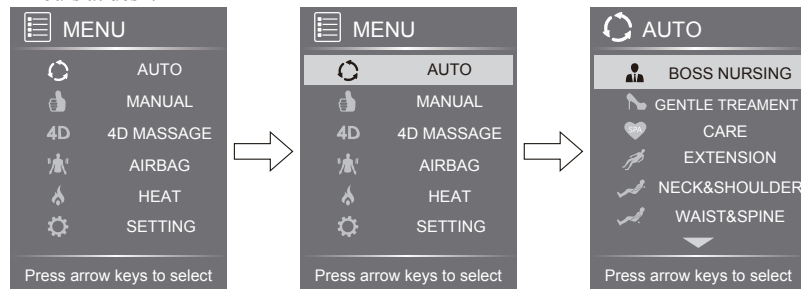 MENU
AUTO
MANUAL
4D 4D MASSAGE
AIRBAG
HEAT
SETTING
Press arrow keys to select
MENU
AUTO
MANUAL
4D 4D MASSAGE
AIRBAG
HEAT
SETTING
Press arrow keys to select
AUTO
BOSS NURSING
GENTLE TREAMENT
SPA CARE
EXTENSION
NECK&SHOULDER
WAIST&SPINE
Press arrow keys to select